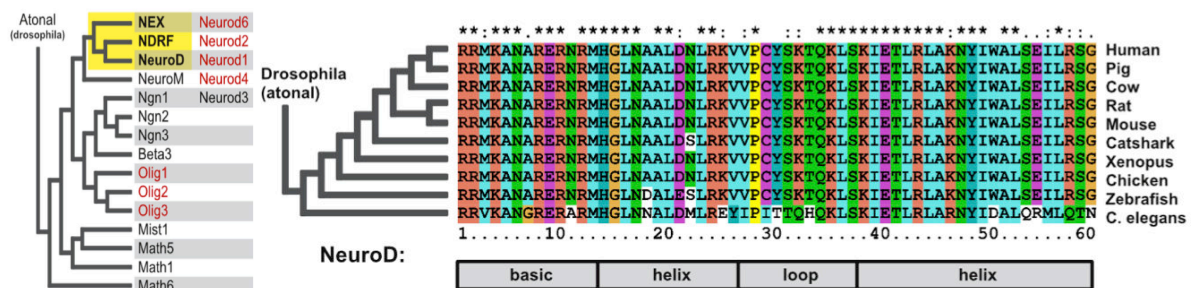 Atonal
(drosophila)
NEX Neurod6
NDRF Neurod2
NeuroD Neurod1
NeuroM Neurod4
Ngn1 Neurod3
Ngn2
Ngn3
Beta3
Olig1
Olig2
Olig3
Mist1
Math5
Math1
Math6
Drosophila
(atonal)
RRMKANARERNRMHGLNAALDNLRKVVPCYSKTQKLSKIETLRLAKNYIWALSEILRSG Human
RRMKANARERNRMHGLNAALDNLRKVVPCYSKTQKLSKIETLRLAKNYIWALSEILRSG Pig
RRMKANARERNRMHGLNAALDNLRKVVPCYSKTQKLSKIETLRLAKNYIWALSEILRSG Cow
RRMKANARERNRMHGLNAALDNLRKVVPCYSKTQKLSKIETLRLAKNYIWALSEILRSG Rat
RRMKANARERNRMHGLNAALDNLRKVVPCYSKTQKLSKIETLRLAKNYIWALSEILRSG Mouse
RRMKANARERNRMHGLNAALDSLRKVVPCYSKTQKLSKIETLRLAKNYIWALSEILRSG Catshark
RRMKANARERNRMHGLNAALDNLRKVVPCYSKTQKLSKIETLRLAKNYIWALSEILRSG Xenopus
RRMKANARERNRMHGLNAALDNLRKVVPCYSKTQKLSKIETLRLAKNYIWALSEILRSG Chicken
RRMKANARERNRMHGLNDALESLRKVVPCYSKTQKLSKIETLRLAKNYIWALSEILRSG Zebrafish
RRVKANGRERARMHGLNNALDMLREYIPITTQHQKLSKIETLRLARNYIDALQRMLQTN C. elegans
1........10........20........30........40........50........60
NeuroD:
basic helix loop helix